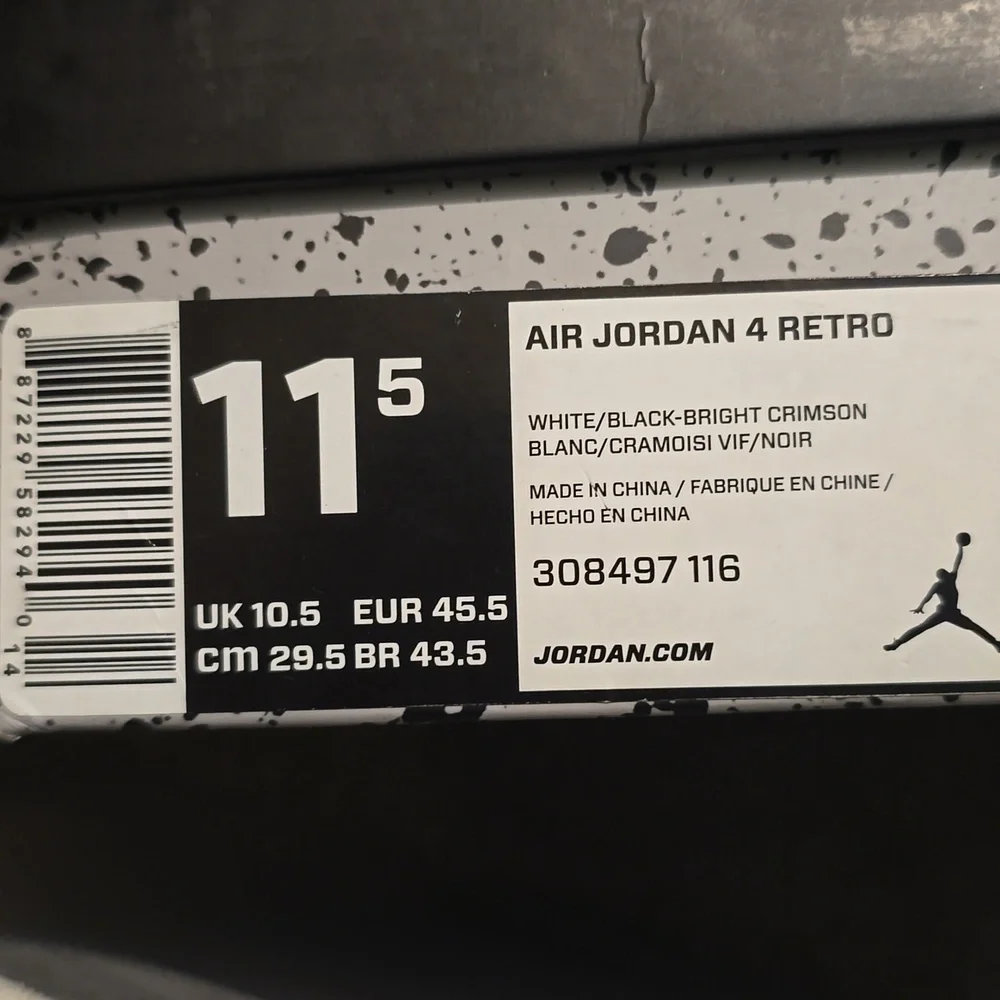 8 87229 58294 0 14
11 5
UK 10.5 EUR 45.5
cm 29.5 BR 43.5
AIR JORDAN 4 RETRO
WHITE/BLACK-BRIGHT CRIMSON
BLANC/CRAMOISI VIF/NOIR
MADE IN CHINA / FABRIQUE EN CHINE /
HECHO EN CHINA
308497 116
JORDAN.COM